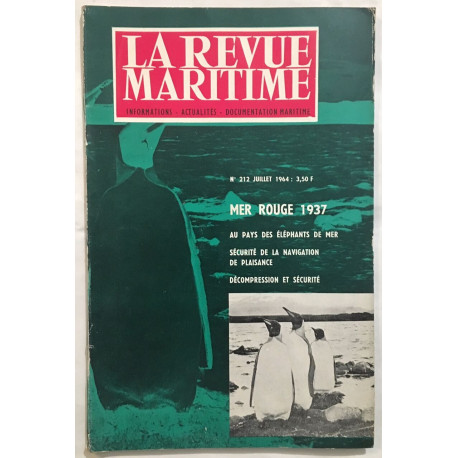 LA REVUE
MARITIME
INFORMATIONS - ACTUALITÉS - DOCUMENTATION MARITIME
N° 212 JUILLET 1964 : 3,50 F
MER ROUGE 1937
AU PAYS DES ÉLÉPHANTS DE MER
SÉCURITÉ DE LA NAVIGATION
DE PLAISANCE
DÉCOMPRESSION ET SÉCURITÉ